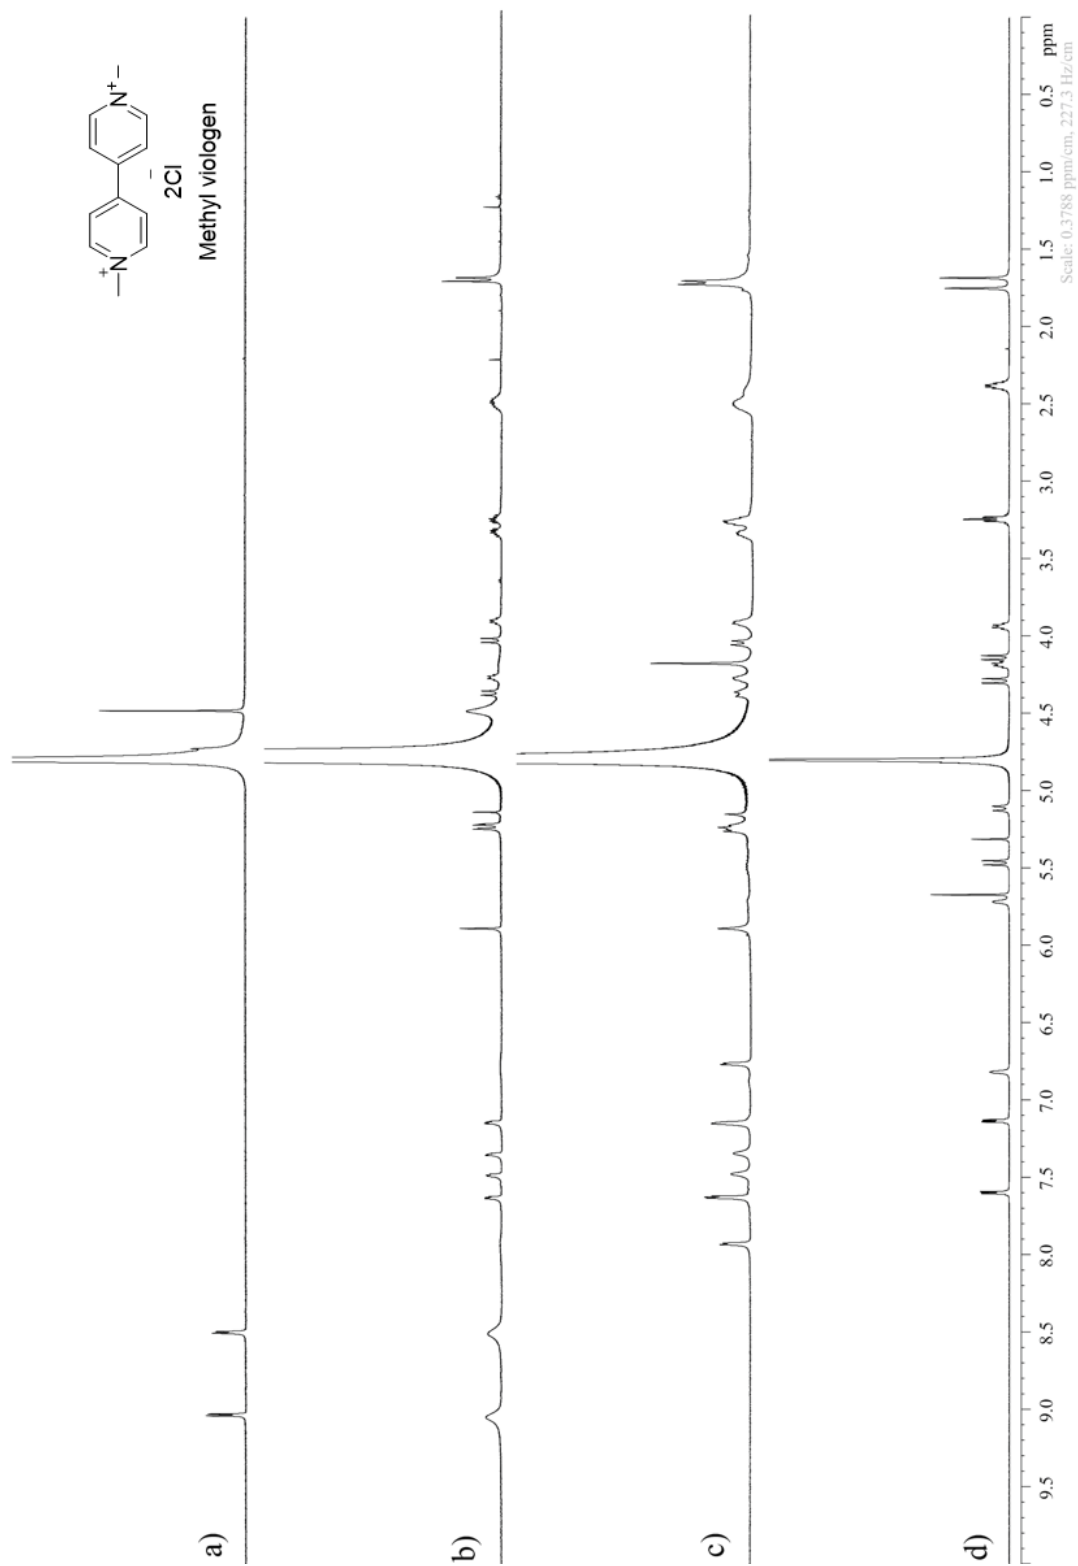 N⁺
⁺N
2Cl⁻
Methyl viologen
a)
b)
c)
d)
9.5 9.0 8.5 8.0 7.5 7.0 6.5 6.0 5.5 5.0 4.5 4.0 3.5 3.0 2.5 2.0 1.5 1.0 0.5 ppm
Scale: 0.3788 ppm/cm, 227.3 Hz/cm